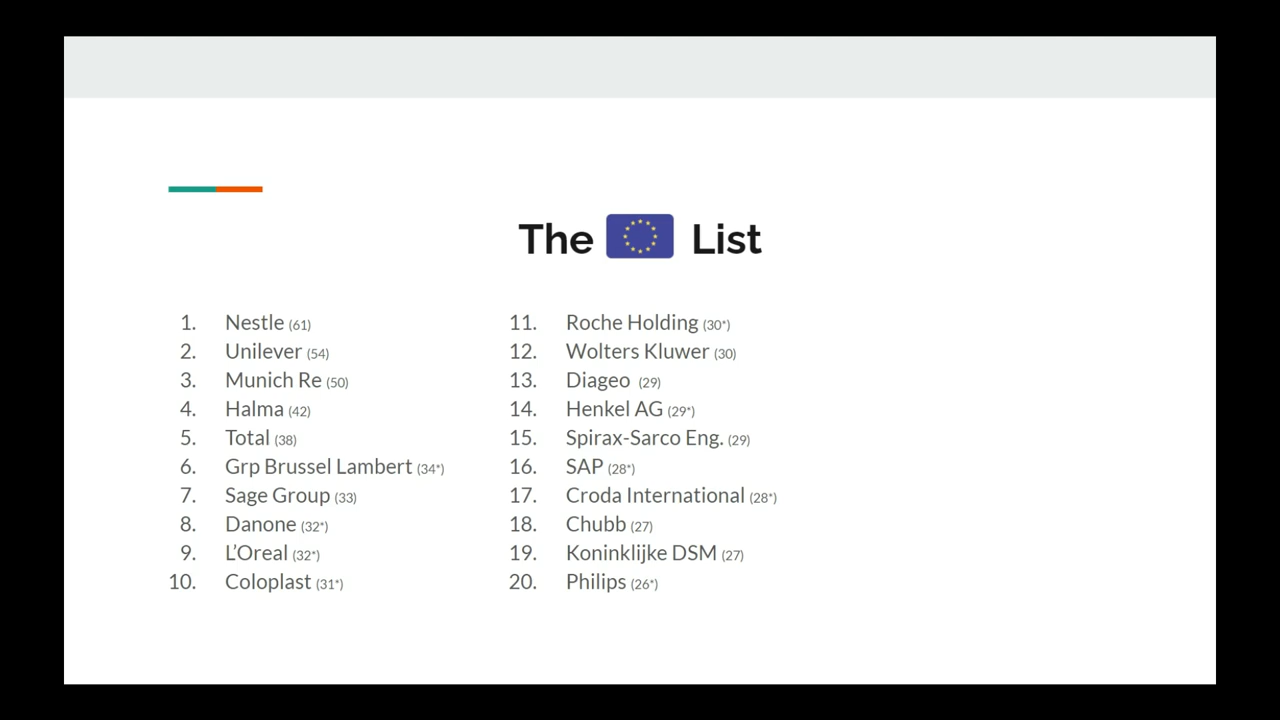 The List
1. Nestle (61)
2. Unilever (54)
3. Munich Re (50)
4. Halma (42)
5. Total (38)
6. Grp Brussel Lambert (34*)
7. Sage Group (33)
8. Danone (32*)
9. L’Oreal (32*)
10. Coloplast (31*)
11. Roche Holding (30*)
12. Wolters Kluwer (30)
13. Diageo (29)
14. Henkel AG (29*)
15. Spirax-Sarco Eng. (29)
16. SAP (28*)
17. Croda International (28*)
18. Chubb (27)
19. Koninklijke DSM (27)
20. Philips (26*)